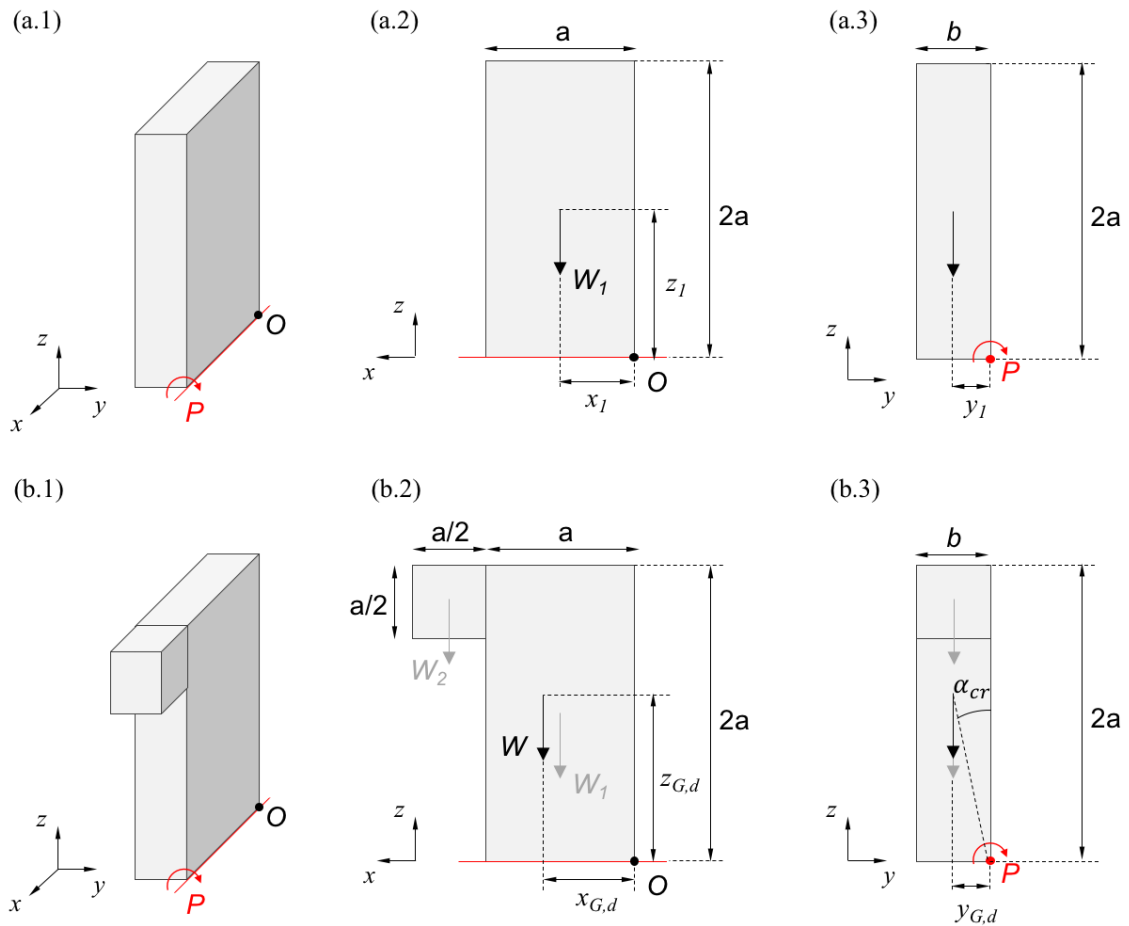 (a.1)
(a.2)
(a.3)
a
b
2a
2a
W1
z1
x1
O
y1
P
z
x
y
O
P
z
x
z
y
(b.1)
(b.2)
(b.3)
a/2
a
b
a/2
2a
2a
W2
W
W1
zG,d
xG,d
O
αcr
yG,d
P
z
x
y
O
P
z
x
z
y